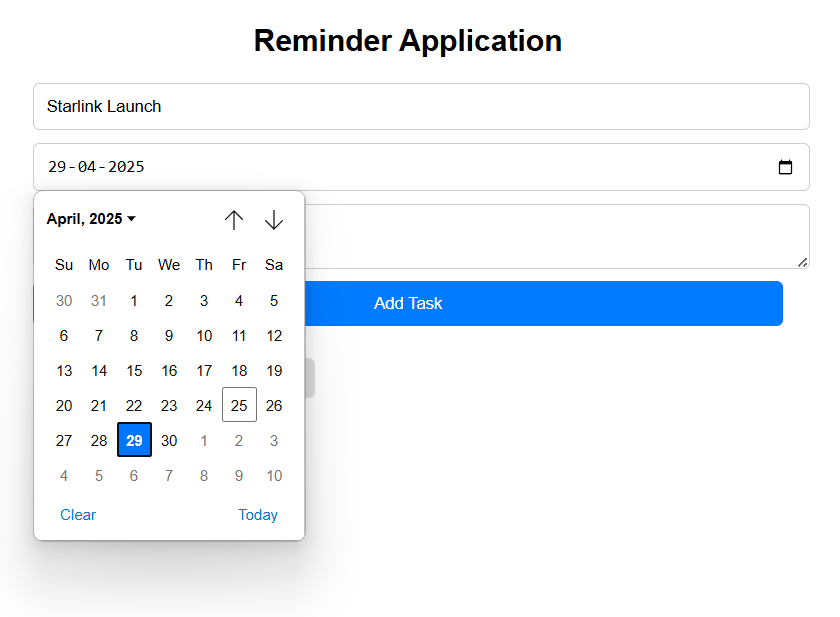 Reminder Application
Starlink Launch
29-04-2025
April, 2025
Su Mo Tu We Th Fr Sa
30 31 1 2 3 4 5
6 7 8 9 10 11 12
13 14 15 16 17 18 19
20 21 22 23 24 25 26
27 28 29 30 1 2 3
4 5 6 7 8 9 10
Clear Today
Add Task